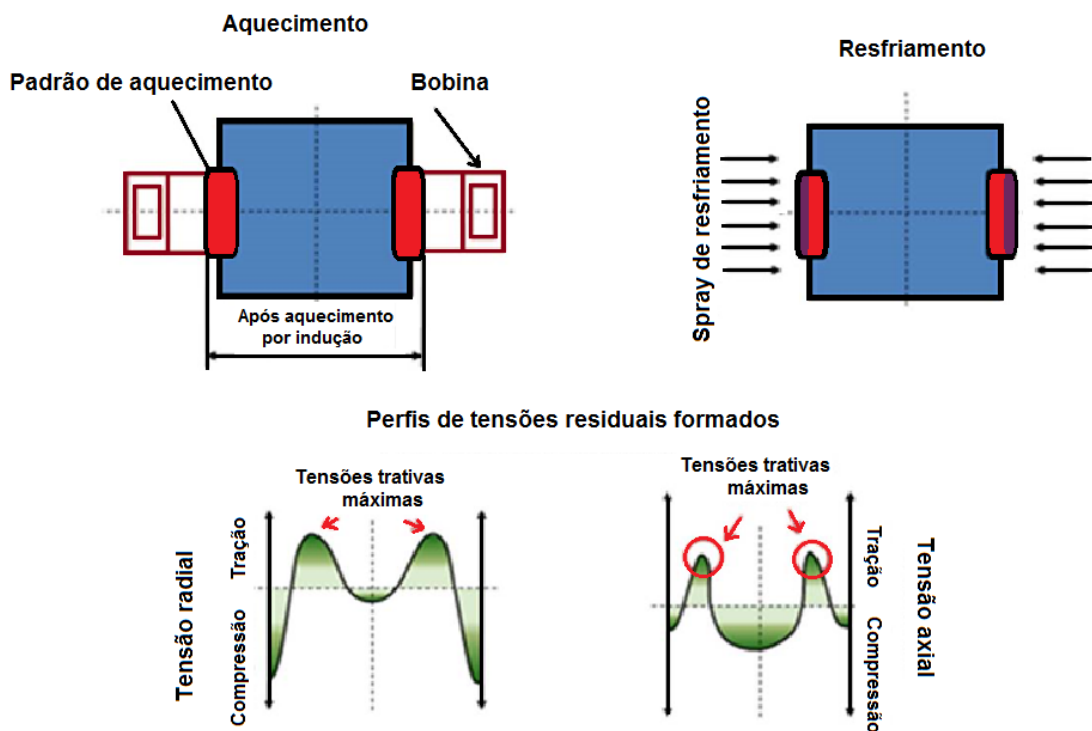 Aquecimento
Resfriamento
Padrão de aquecimento
Bobina
Spray de resfriamento
Após aquecimento
por indução
Perfis de tensões residuais formados
Tensões trativas
máximas
Tensões trativas
máximas
Tensão radial
Tração
Compressão
Tração
Compressão
Tensão axial